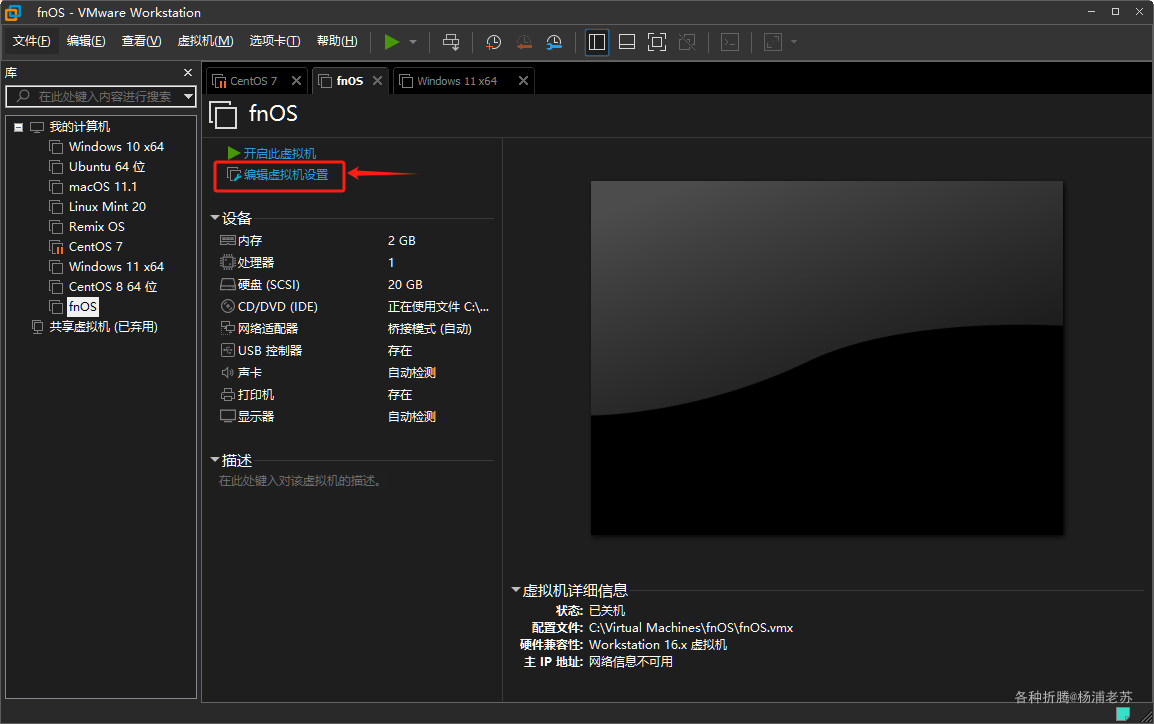 fnOS - VMware Workstation
文件(F) 编辑(E) 查看(V) 虚拟机(M) 选项卡(T) 帮助(H)
库
在此处键入内容进行搜索
我的计算机
Windows 10 x64
Ubuntu 64 位
macOS 11.1
Linux Mint 20
Remix OS
CentOS 7
Windows 11 x64
CentOS 8 64 位
fnOS
共享虚拟机 (已弃用)
CentOS 7 fnOS Windows 11 x64
fnOS
开启此虚拟机
编辑虚拟机设置
设备
内存 2 GB
处理器 1
硬盘 (SCSI) 20 GB
CD/DVD (IDE) 正在使用文件 C:\...
网络适配器 桥接模式 (自动)
USB 控制器 存在
声卡 自动检测
打印机 存在
显示器 自动检测
描述
在此处键入对该虚拟机的描述。
虚拟机详细信息
状态: 已关机
配置文件: C:\Virtual Machines\fnOS\fnOS.vmx
硬件兼容性: Workstation 16.x 虚拟机
主 IP 地址: 网络信息不可用
各种折腾@杨浦老苏